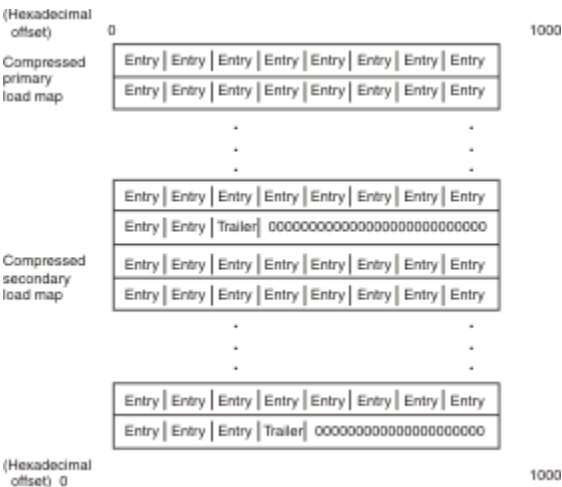 (Hexadecimal
offset) 0 1000
Compressed
primary
load map
Entry Entry Entry Entry Entry Entry Entry Entry
Entry Entry Entry Entry Entry Entry Entry Entry
Entry Entry Entry Entry Entry Entry Entry Entry
Entry Entry Trailer 00000000000000000000000000
Compressed
secondary
load map
Entry Entry Entry Entry Entry Entry Entry Entry
Entry Entry Entry Entry Entry Entry Entry Entry
Entry Entry Entry Entry Entry Entry Entry Entry
Entry Entry Entry Trailer 00000000000000000000
(Hexadecimal
offset) 0 1000